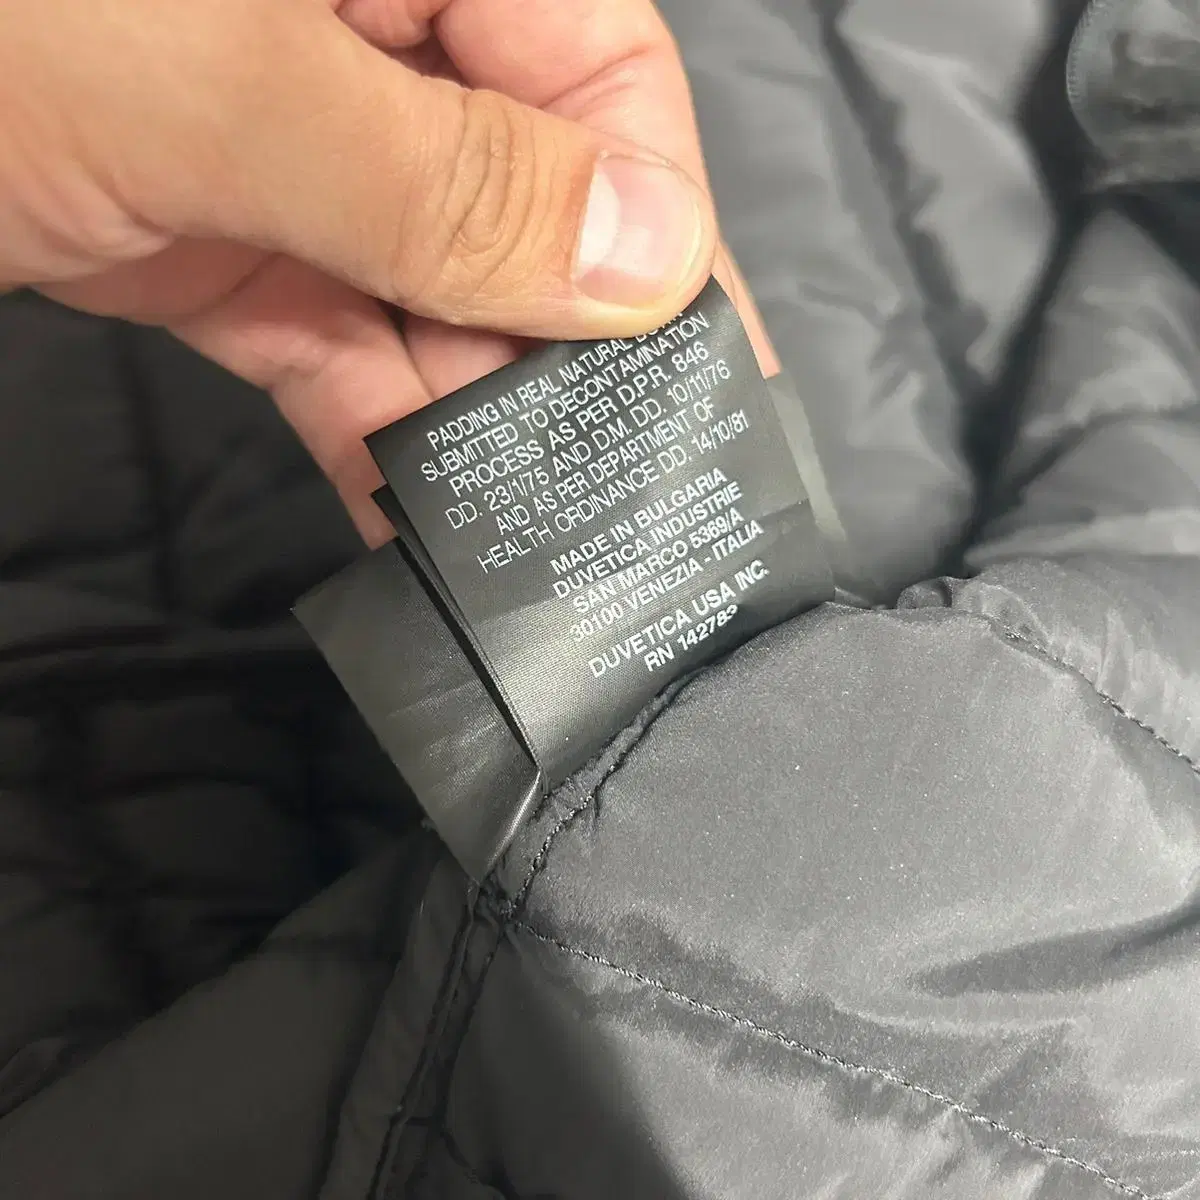 PADDING IN REAL NATURAL
SUBMITTED TO DECONTAMINATION
PROCESS AS PER D.P.R. 846
DD. 23/1/75 AND D.M. DD. 10/11/76
AND AS PER DEPARTMENT OF
HEALTH ORDINANCE DD. 14/10/81
MADE IN BULGARIA
DUVETICA INDUSTRIE
SAN MARCO 5369/A
30100 VENEZIA - ITALIA
DUVETICA USA INC.
RN 142783